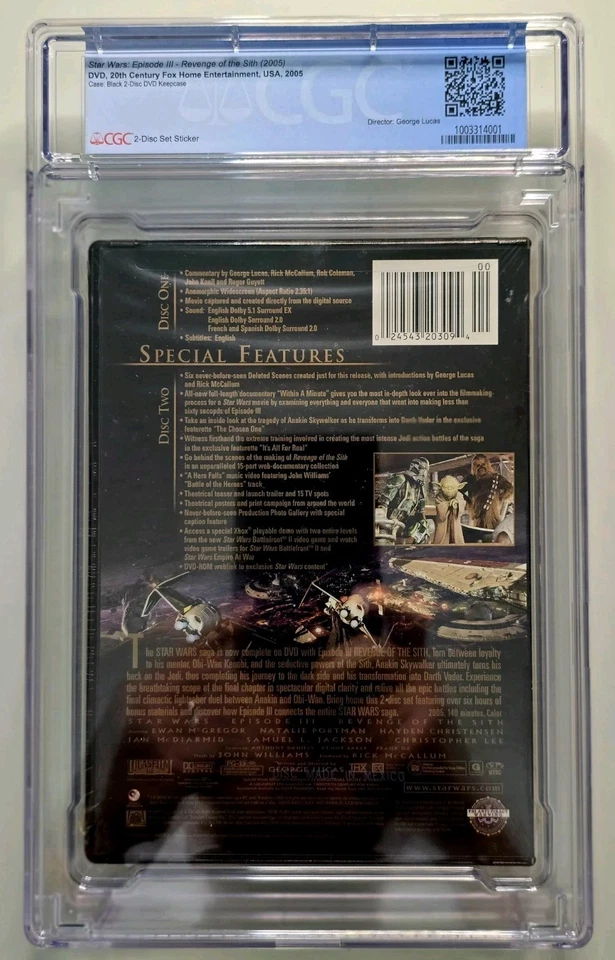 Star Wars: Episode III - Revenge of the Sith (2005)
DVD, 20th Century Fox Home Entertainment, USA, 2005
Case: Black 2-Disc DVD Keepcase
CGC
Director: George Lucas
CGC 2-Disc Set Sticker
1003314001
DISC ONE
• Commentary by George Lucas, Rick McCallum, Rob Coleman,
John Knoll and Roger Guyett
• Anamorphic Widescreen (Aspect Ratio 2.35:1)
• Movie captured and created directly from the digital source
• Sound: English Dolby 5.1 Surround EX
English Dolby Surround 2.0
French and Spanish Dolby Surround 2.0
• Subtitles: English
00
0 24543 20309 4
SPECIAL FEATURES
DISC TWO
• Six never-before-seen Deleted Scenes created just for this release, with introductions by George Lucas
and Rick McCallum
• All-new full-length documentary "Within A Minute" gives you the most in-depth look ever into the filmmaking
process for a Star Wars movie by examining everything and everyone that went into making less than
sixty seconds of Episode III
• Take an inside look at the tragedy of Anakin Skywalker as he transforms into Darth Vader in the exclusive
featurette "The Chosen One"
• Witness firsthand the extreme training involved in creating the most intense Jedi action battles of the saga
in the exclusive featurette "It's All For Real"
• Go behind the scenes of the making of Revenge of the Sith
in an unparalleled 15-part web-documentary collection
• "A Hero Falls" music video featuring John Williams'
"Battle of the Heroes" track
• Theatrical teaser and launch trailer and 15 TV spots
• Theatrical posters and print campaign from around the world
• Never-before-seen Production Photo Gallery with special
caption feature
• Access a special Xbox™ playable demo with two entire levels
from the new Star Wars Battlefront™ II video game and watch
video game trailers for Star Wars Battlefront™ II and
Star Wars Empire At War
• DVD-ROM weblink to exclusive Star Wars content
The STAR WARS saga is now complete on DVD with Episode III REVENGE OF THE SITH. Torn between loyalty
to his mentor, Obi-Wan Kenobi, and the seductive powers of the Sith, Anakin Skywalker ultimately turns his
back on the Jedi, thus completing his journey to the dark side and his transformation into Darth Vader. Experience
the breathtaking scope of the final chapter in spectacular digital clarity and relive all the epic battles including the
final climactic lightsaber duel between Anakin and Obi-Wan. Bring home this 2-disc set featuring over six hours of
bonus materials and discover how Episode III connects the entire STAR WARS saga. 2005, 140 minutes, Color
STAR WARS EPISODE III REVENGE OF THE SITH
EWAN McGREGOR NATALIE PORTMAN HAYDEN CHRISTENSEN
IAN McDIARMID SAMUEL L. JACKSON CHRISTOPHER LEE
ANTHONY DANIELS KENNY BAKER FRANK OZ
JOHN WILLIAMS RICK McCALLUM
GEORGE LUCAS THX
LUCASFILM
PG-13
DISC MADE IN MEXICO
www.starwars.com